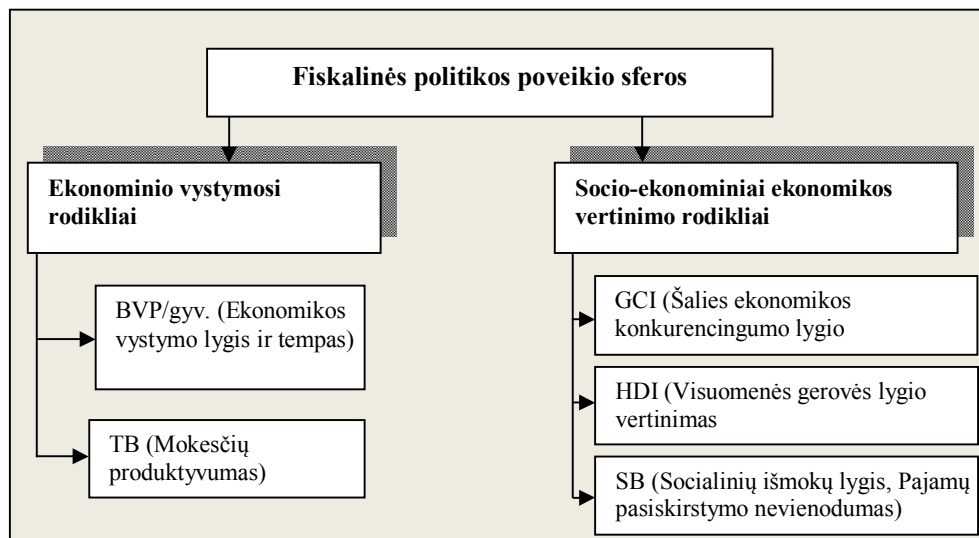 Fiskalinės politikos poveikio sferos
Ekonominio vystymosi
rodikliai
BVP/gyv. (Ekonomikos
vystymo lygis ir tempas)
TB (Mokesčių
produktyvumas)
Socio-ekonominiai ekonomikos
vertinimo rodikliai
GCI (Šalies ekonomikos
konkurencingumo lygio
HDI (Visuomenės gerovės lygio
vertinimas
SB (Socialinių išmokų lygis, Pajamų
pasiskirstymo nevienodumas)